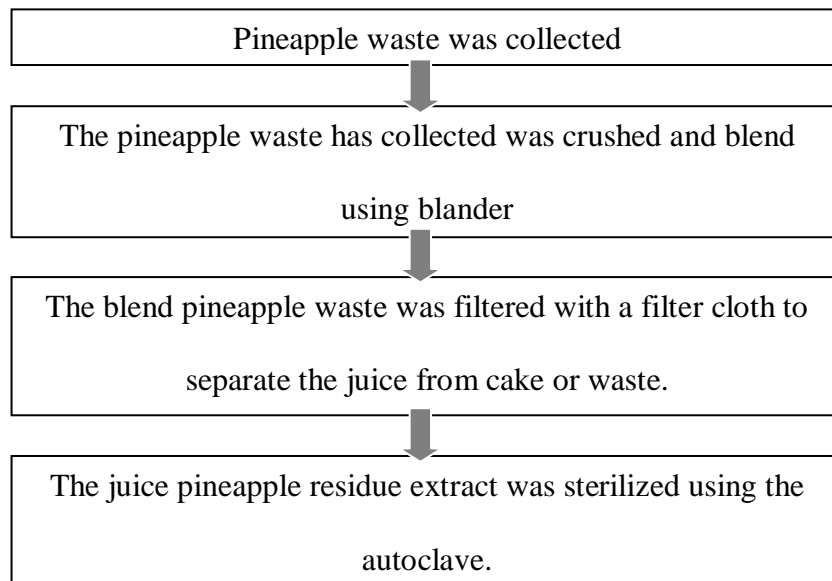 Pineapple waste was collected
The pineapple waste has collected was crushed and blend
using blander
The blend pineapple waste was filtered with a filter cloth to
separate the juice from cake or waste.
The juice pineapple residue extract was sterilized using the
autoclave.